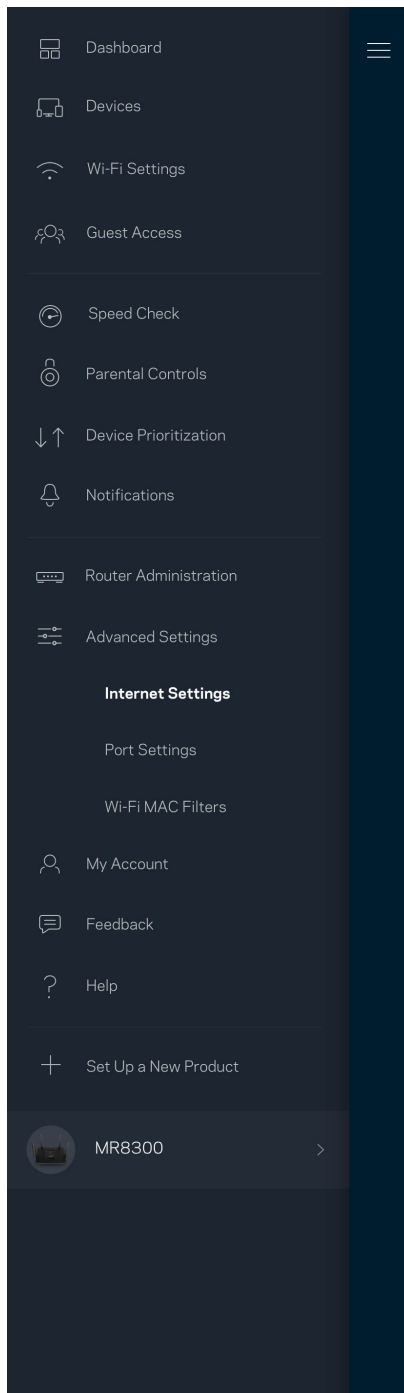 Dashboard
Devices
Wi-Fi Settings
Guest Access
Speed Check
Parental Controls
Device Prioritization
Notifications
Router Administration
Advanced Settings
Internet Settings
Port Settings
Wi-Fi MAC Filters
My Account
Feedback
Help
Set Up a New Product
MR8300